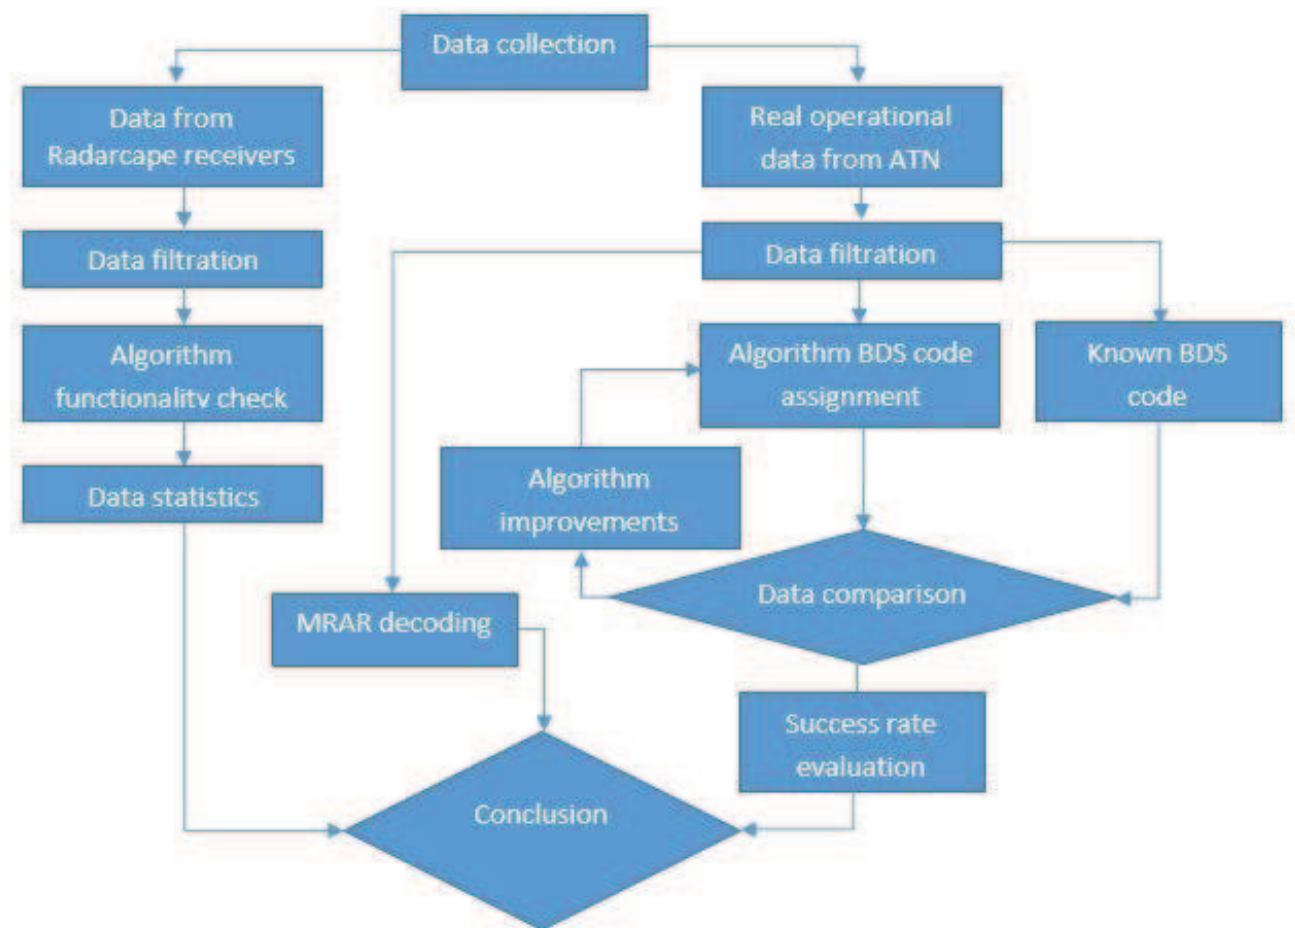 Data collection
Data from
Radarcape receivers
Real operational
data from ATN
Data filtration
Data filtration
Algorithm
functionality check
Algorithm BDS code
assignment
Known BDS
code
Data statistics
Algorithm
improvements
Data comparison
MRAR decoding
Success rate
evaluation
Conclusion